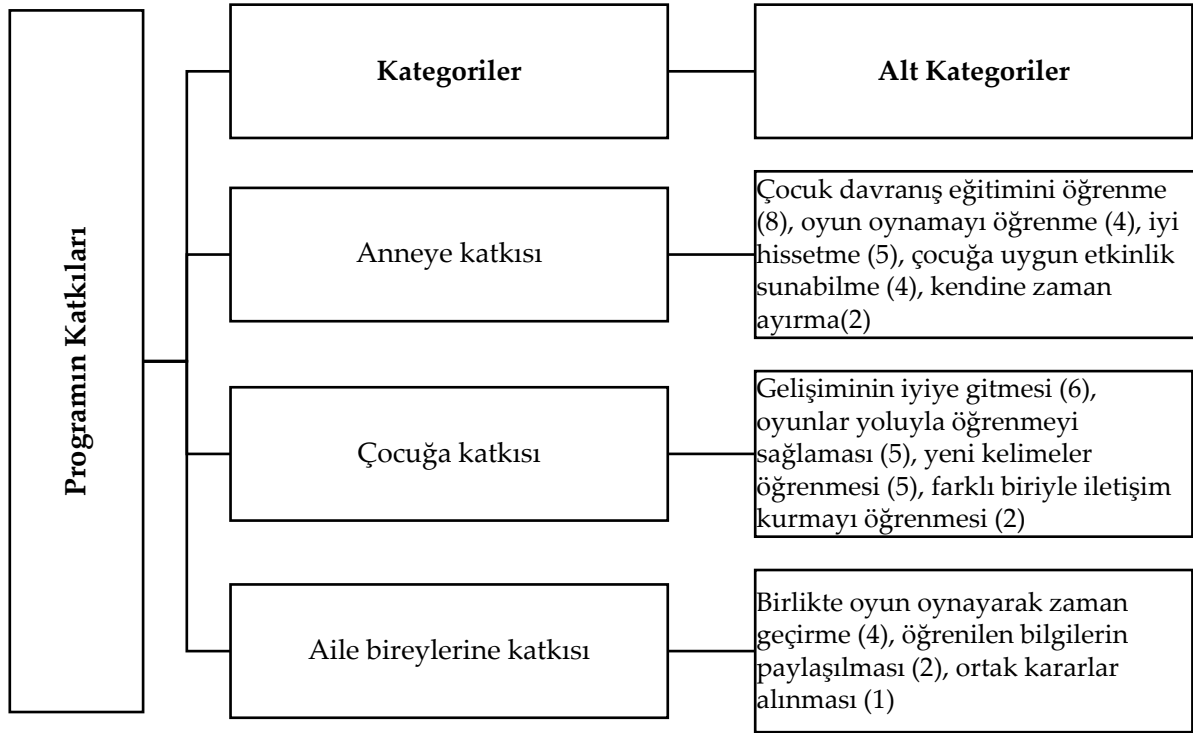 Programın Katkıları
Kategoriler
Alt Kategoriler
Anneye katkısı
Çocuk davranış eğitimini öğrenme
(8), oyun oynamayı öğrenme (4), iyi
hissetme (5), çocuğa uygun etkinlik
sunabilme (4), kendine zaman
ayırma(2)
Çocuğa katkısı
Gelişiminin iyiye gitmesi (6),
oyunlar yoluyla öğrenmeyi
sağlaması (5), yeni kelimeler
öğrenmesi (5), farklı biriyle iletişim
kurmayı öğrenmesi (2)
Aile bireylerine katkısı
Birlikte oyun oynayarak zaman
geçirme (4), öğrenilen bilgilerin
paylaşılması (2), ortak kararlar
alınması (1)